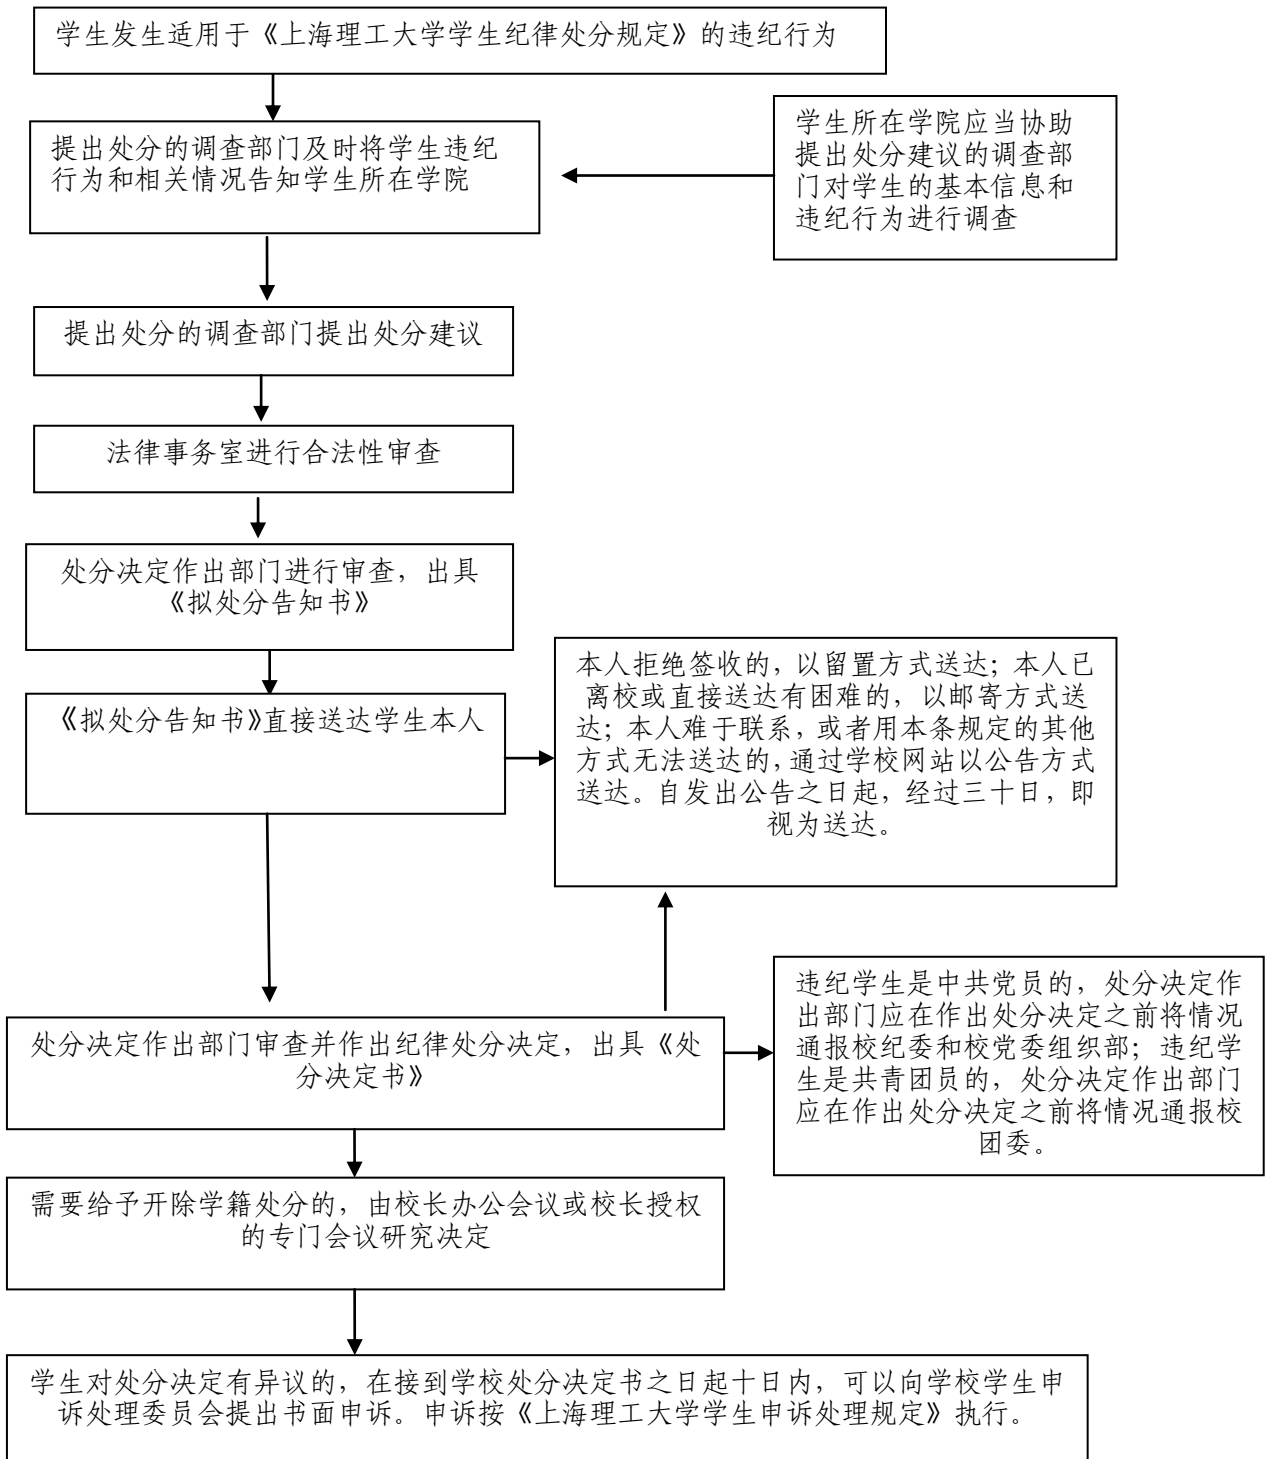 学生发生适用于《上海理工大学学生纪律处分规定》的违纪行为
提出处分的调查部门及时将学生违纪
行为和相关情况告知学生所在学院
学生所在学院应当协助
提出处分建议的调查部
门对学生的基本信息和
违纪行为进行调查
提出处分的调查部门提出处分建议
法律事务室进行合法性审查
处分决定作出部门进行审查，出具
《拟处分告知书》
《拟处分告知书》直接送达学生本人
本人拒绝签收的，以留置方式送达；本人已
离校或直接送达有困难的，以邮寄方式送
达；本人难于联系，或者用本条规定的其他
方式无法送达的，通过学校网站以公告方式
送达。自发出公告之日起，经过三十日，即
视为送达。
处分决定作出部门审查并作出纪律处分决定，出具《处
分决定书》
违纪学生是中共党员的，处分决定作
出部门应在作出处分决定之前将情况
通报校纪委和校党委组织部；违纪学
生是共青团员的，处分决定作出部门
应在作出处分决定之前将情况通报校
团委。
需要给予开除学籍处分的，由校长办公会议或校长授权
的专门会议研究决定
学生对处分决定有异议的，在接到学校处分决定书之日起十日内，可以向学校学生申
诉处理委员会提出书面申诉。申诉按《上海理工大学学生申诉处理规定》执行。